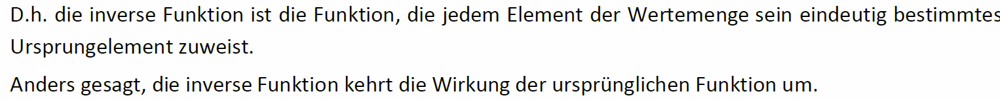 D.h. die inverse Funktion ist die Funktion, die jedem Element der Wertemenge sein eindeutig bestimmtes
Ursprungelement zuweist.
Anders gesagt, die inverse Funktion kehrt die Wirkung der ursprünglichen Funktion um.